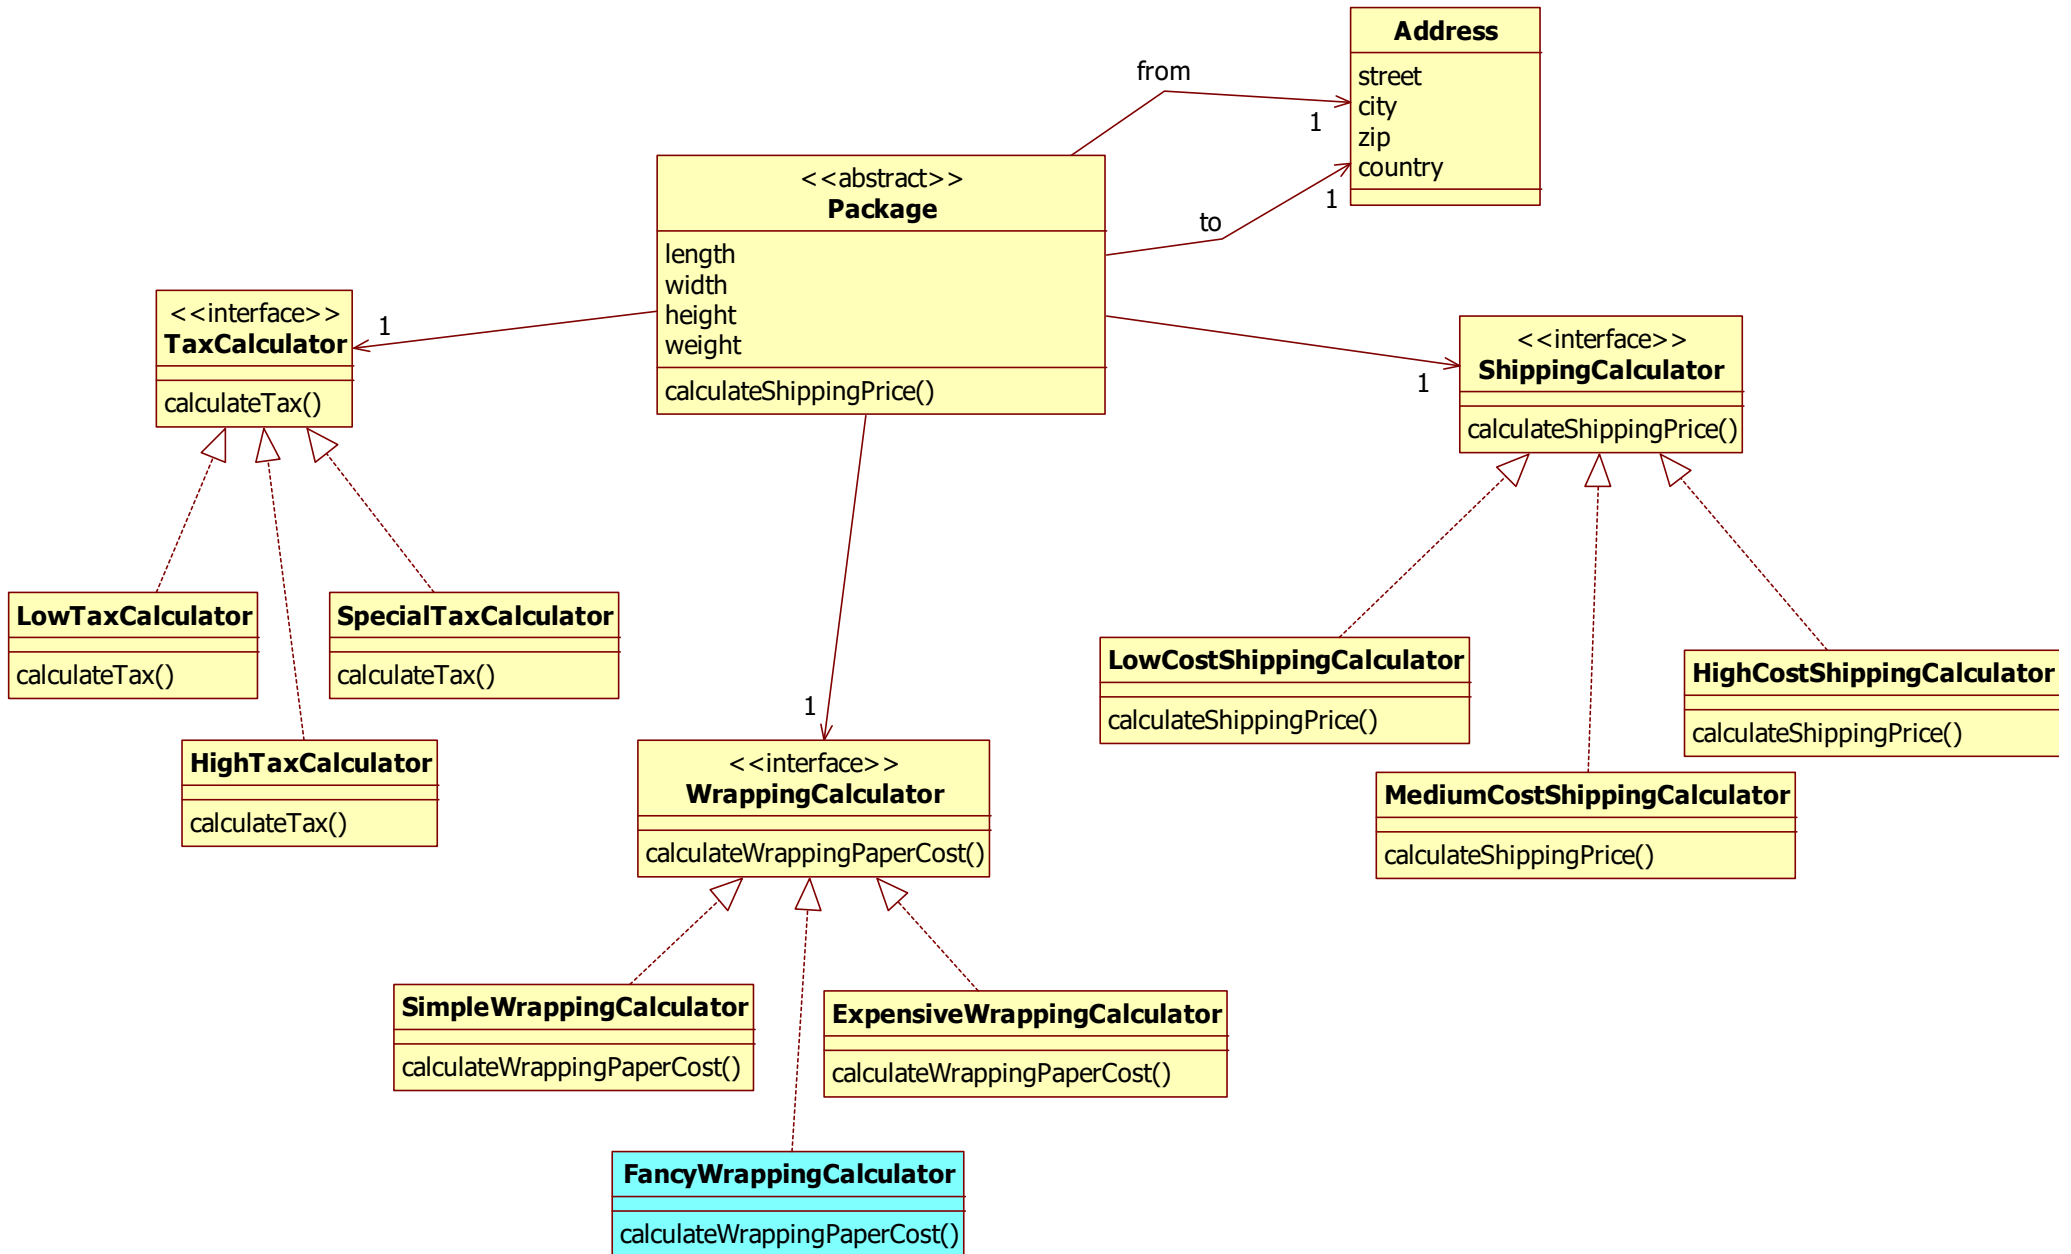 Address
street
city
zip
country
from
1
to
1
<<abstract>>
Package
length
width
height
weight
calculateShippingPrice()
<<interface>>
TaxCalculator
calculateTax()
1
<<interface>>
ShippingCalculator
calculateShippingPrice()
1
LowTaxCalculator
calculateTax()
SpecialTaxCalculator
calculateTax()
HighTaxCalculator
calculateTax()
LowCostShippingCalculator
calculateShippingPrice()
HighCostShippingCalculator
calculateShippingPrice()
MediumCostShippingCalculator
calculateShippingPrice()
1
<<interface>>
WrappingCalculator
calculateWrappingPaperCost()
SimpleWrappingCalculator
calculateWrappingPaperCost()
ExpensiveWrappingCalculator
calculateWrappingPaperCost()
FancyWrappingCalculator
calculateWrappingPaperCost()